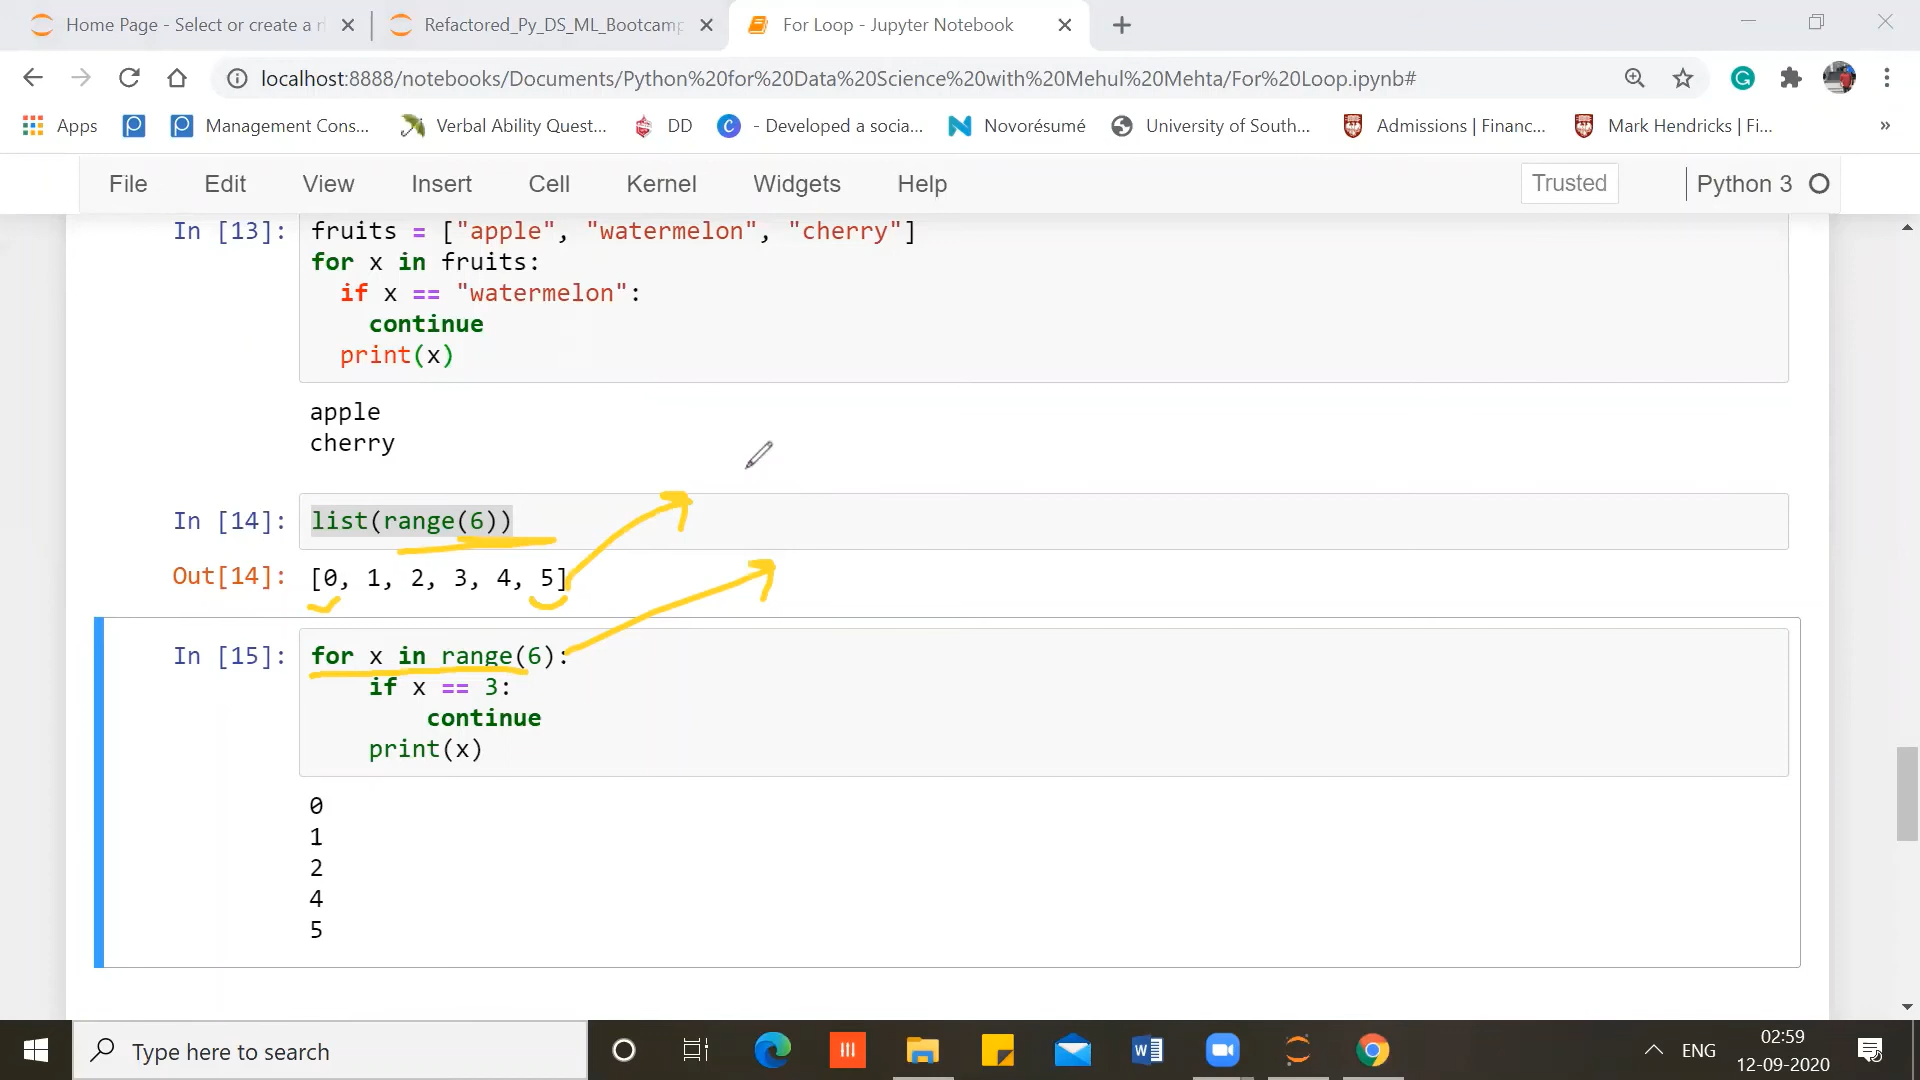 Home Page - Select or create a n
Refactored_Py_DS_ML_Bootcamp
For Loop - Jupyter Notebook
localhost:8888/notebooks/Documents/Python%20for%20Data%20Science%20with%20Mehul%20Mehta/For%20Loop.ipynb#
Apps
Management Cons...
Verbal Ability Quest...
DD
- Developed a socia...
Novorésumé
University of South...
Admissions | Financ...
Mark Hendricks | Fi...
»
File Edit View Insert Cell Kernel Widgets Help
Trusted
Python 3
In [13]: fruits = ["apple", "watermelon", "cherry"]
for x in fruits:
if x == "watermelon":
continue
print(x)
apple
cherry
In [14]: list(range(6))
Out[14]: [0, 1, 2, 3, 4, 5]
In [15]: for x in range(6):
if x == 3:
continue
print(x)
0
1
2
4
5
Type here to search
ENG
02:59
12-09-2020